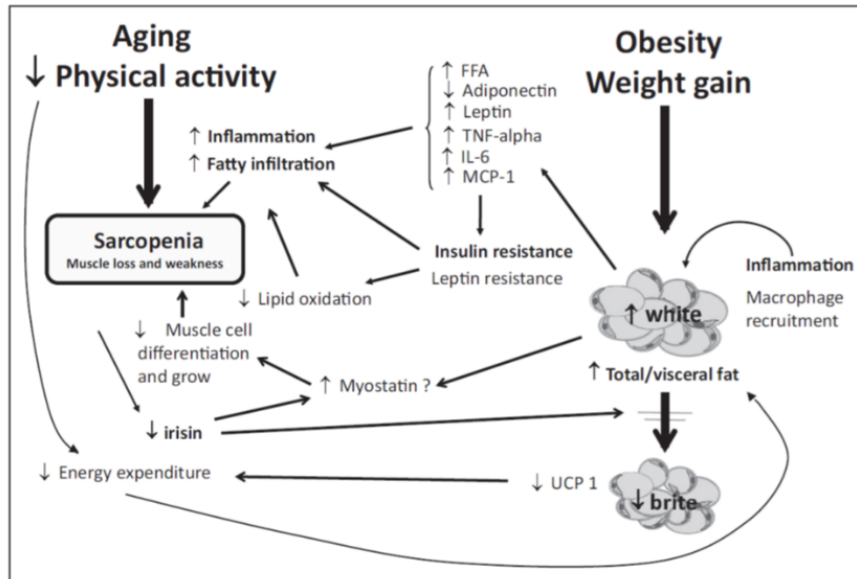 Aging
↓ Physical activity
Obesity
Weight gain
↑ FFA
↓ Adiponectin
↑ Leptin
↑ TNF-alpha
↑ IL-6
↑ MCP-1
↑ Inflammation
↑ Fatty infiltration
Sarcopenia
Muscle loss and weakness
Insulin resistance
Leptin resistance
↓ Lipid oxidation
Inflammation
Macrophage
recruitment
↑ white
↑ Total/visceral fat
↓ Muscle cell
differentiation
and grow
↑ Myostatin ?
↓ irisin
↓ Energy expenditure
↓ UCP 1
↓ brite